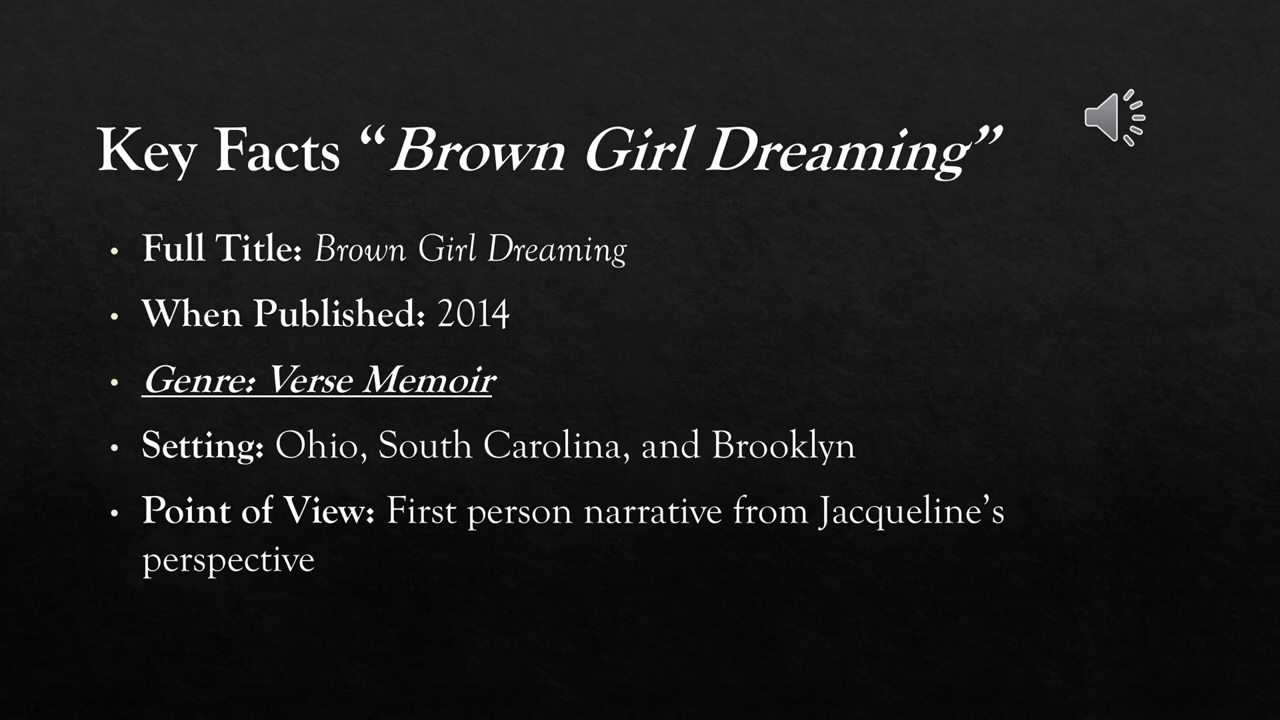 Key Facts “Brown Girl Dreaming”
• Full Title: Brown Girl Dreaming
• When Published: 2014
• Genre: Verse Memoir
• Setting: Ohio, South Carolina, and Brooklyn
• Point of View: First person narrative from Jacqueline’s
perspective